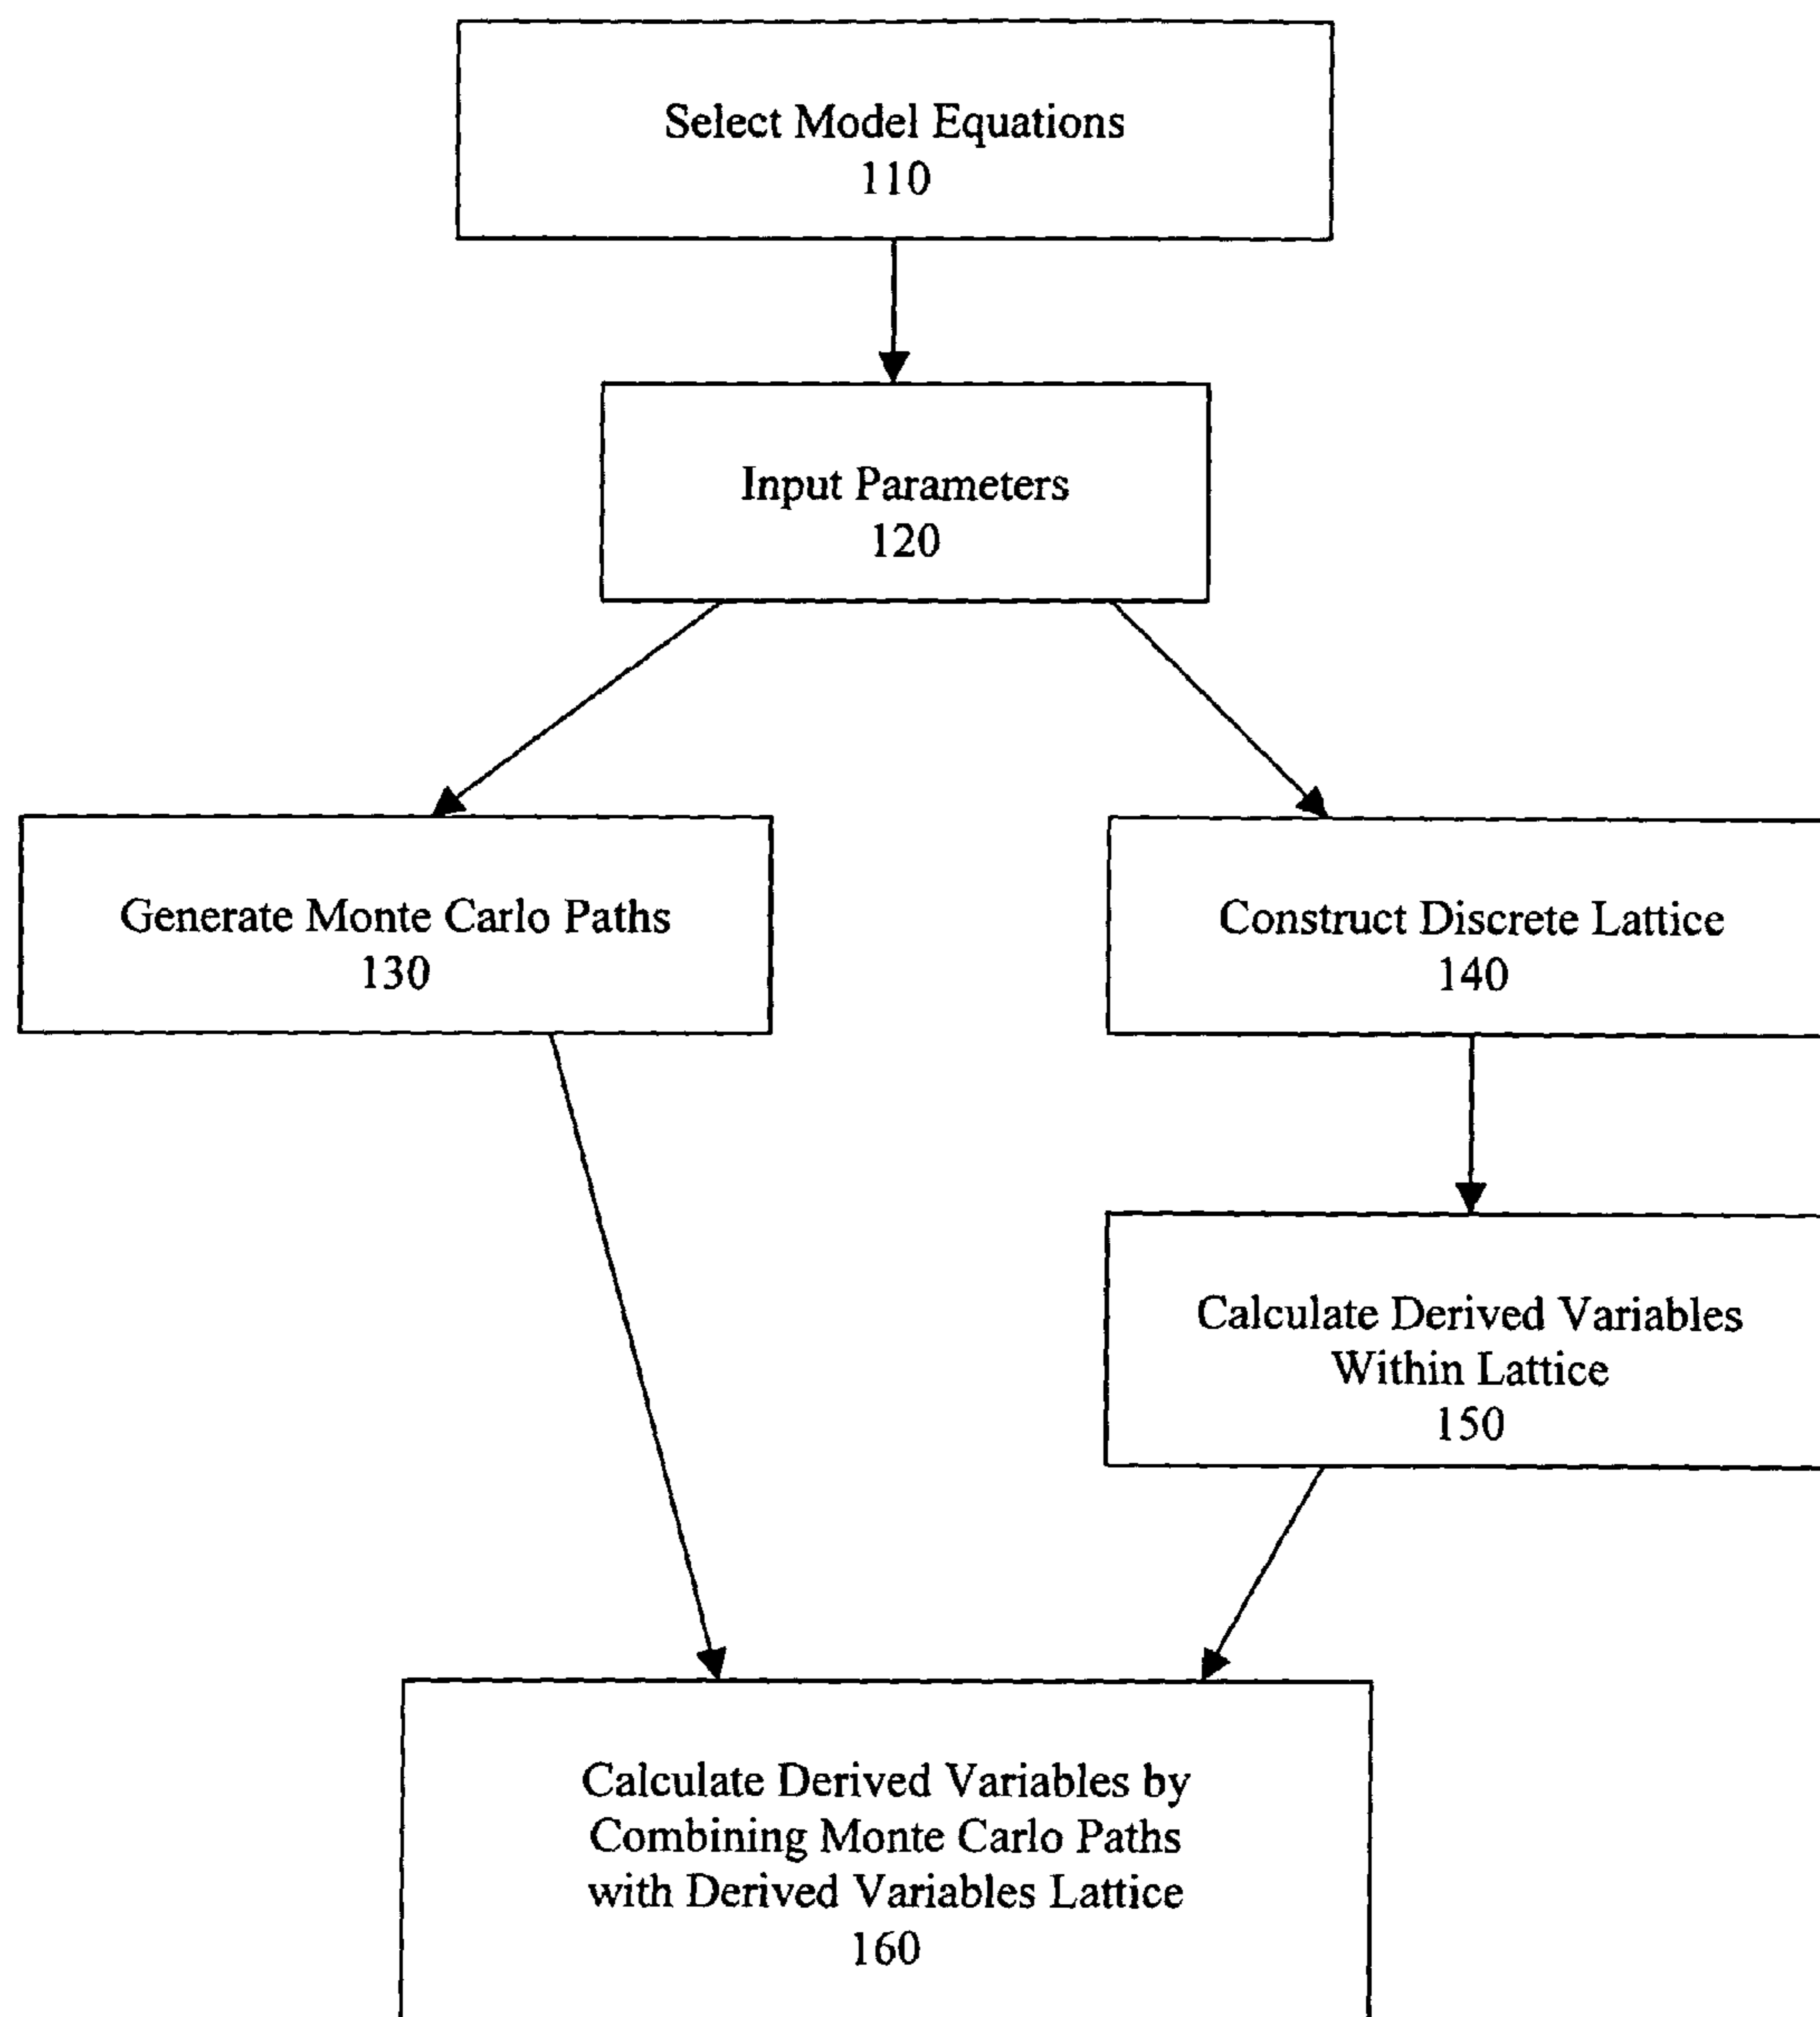 Select Model Equations
110
Input Parameters
120
Generate Monte Carlo Paths
130
Construct Discrete Lattice
140
Calculate Derived Variables
Within Lattice
150
Calculate Derived Variables by
Combining Monte Carlo Paths
with Derived Variables Lattice
160